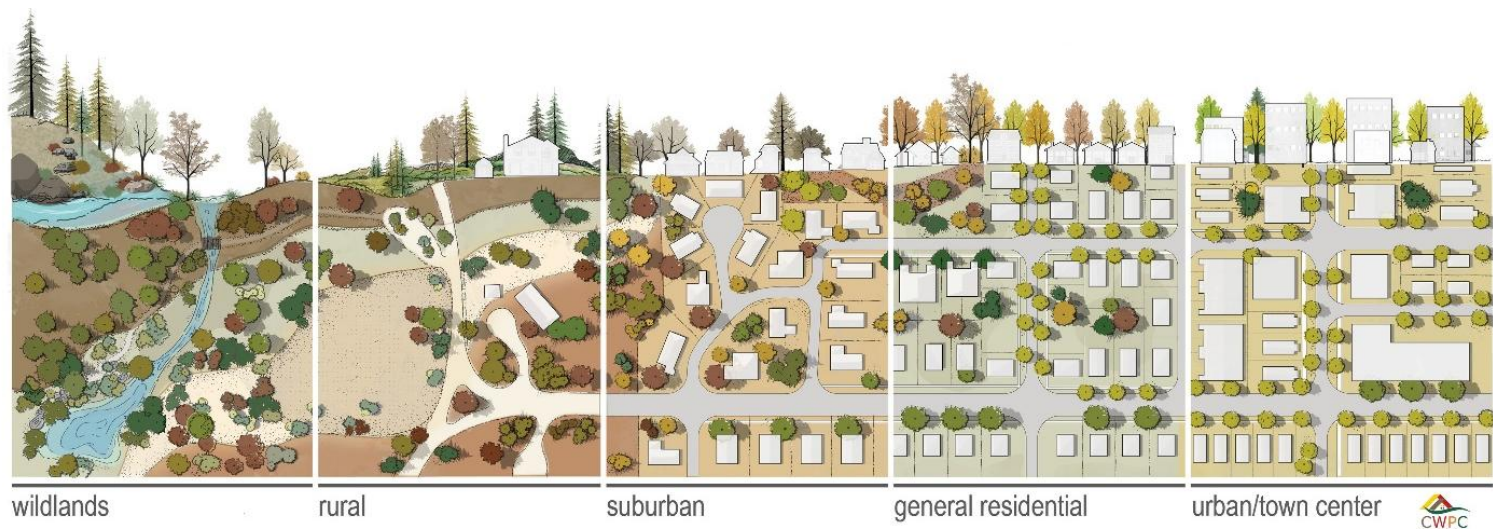 wildlands
rural
suburban
general residential
urban/town center
CWPC